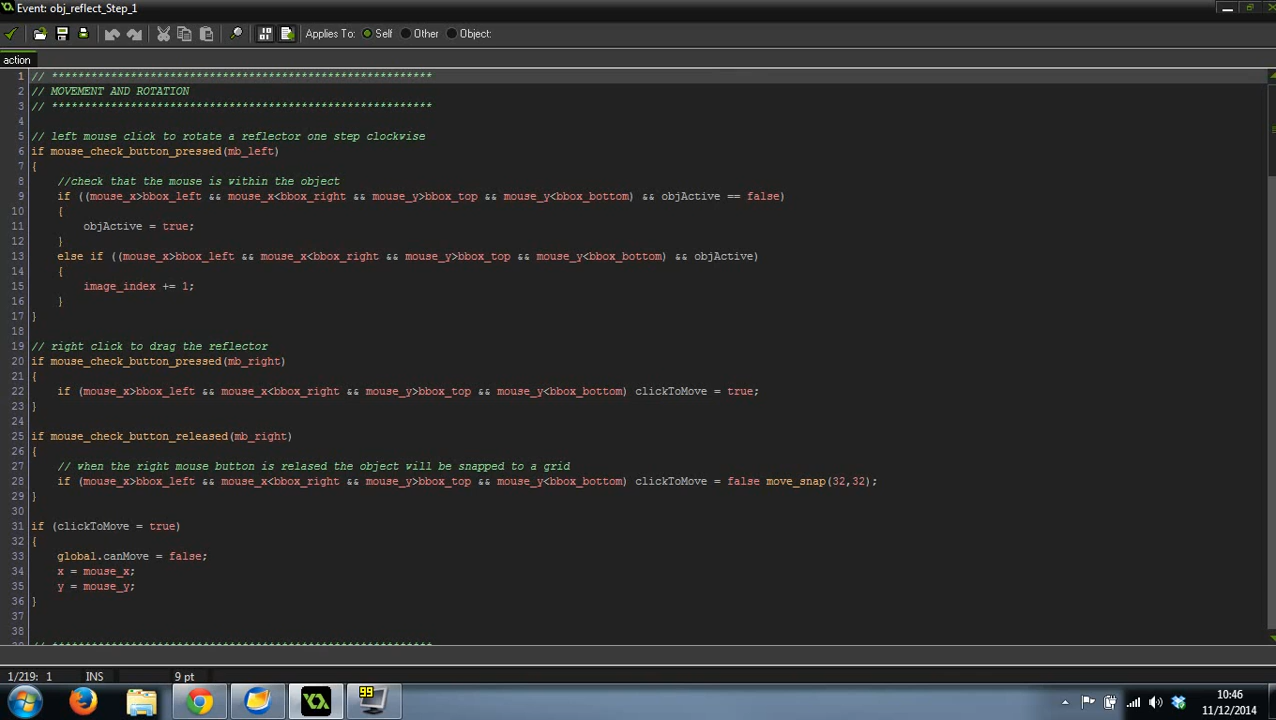 Event: obj_reflect_Step_1
Applies To: Self Other Object:
action
1 // **********************************************************
2 // MOVEMENT AND ROTATION
3 // **********************************************************
4
5 // left mouse click to rotate a reflector one step clockwise
6 if mouse_check_button_pressed(mb_left)
7 {
8 //check that the mouse is within the object
9 if ((mouse_x>bbox_left && mouse_x<bbox_right && mouse_y>bbox_top && mouse_y<bbox_bottom) && objActive == false)
10 {
11 objActive = true;
12 }
13 else if ((mouse_x>bbox_left && mouse_x<bbox_right && mouse_y>bbox_top && mouse_y<bbox_bottom) && objActive)
14 {
15 image_index += 1;
16 }
17 }
18
19 // right click to drag the reflector
20 if mouse_check_button_pressed(mb_right)
21 {
22 if (mouse_x>bbox_left && mouse_x<bbox_right && mouse_y>bbox_top && mouse_y<bbox_bottom) clickToMove = true;
23 }
24
25 if mouse_check_button_released(mb_right)
26 {
27 // when the right mouse button is relased the object will be snapped to a grid
28 if (mouse_x>bbox_left && mouse_x<bbox_right && mouse_y>bbox_top && mouse_y<bbox_bottom) clickToMove = false move_snap(32,32);
29 }
30
31 if (clickToMove = true)
32 {
33 global.canMove = false;
34 x = mouse_x;
35 y = mouse_y;
36 }
37
38
// **********************************************************
1/219: 1 INS 9 pt
99
10:46
11/12/2014